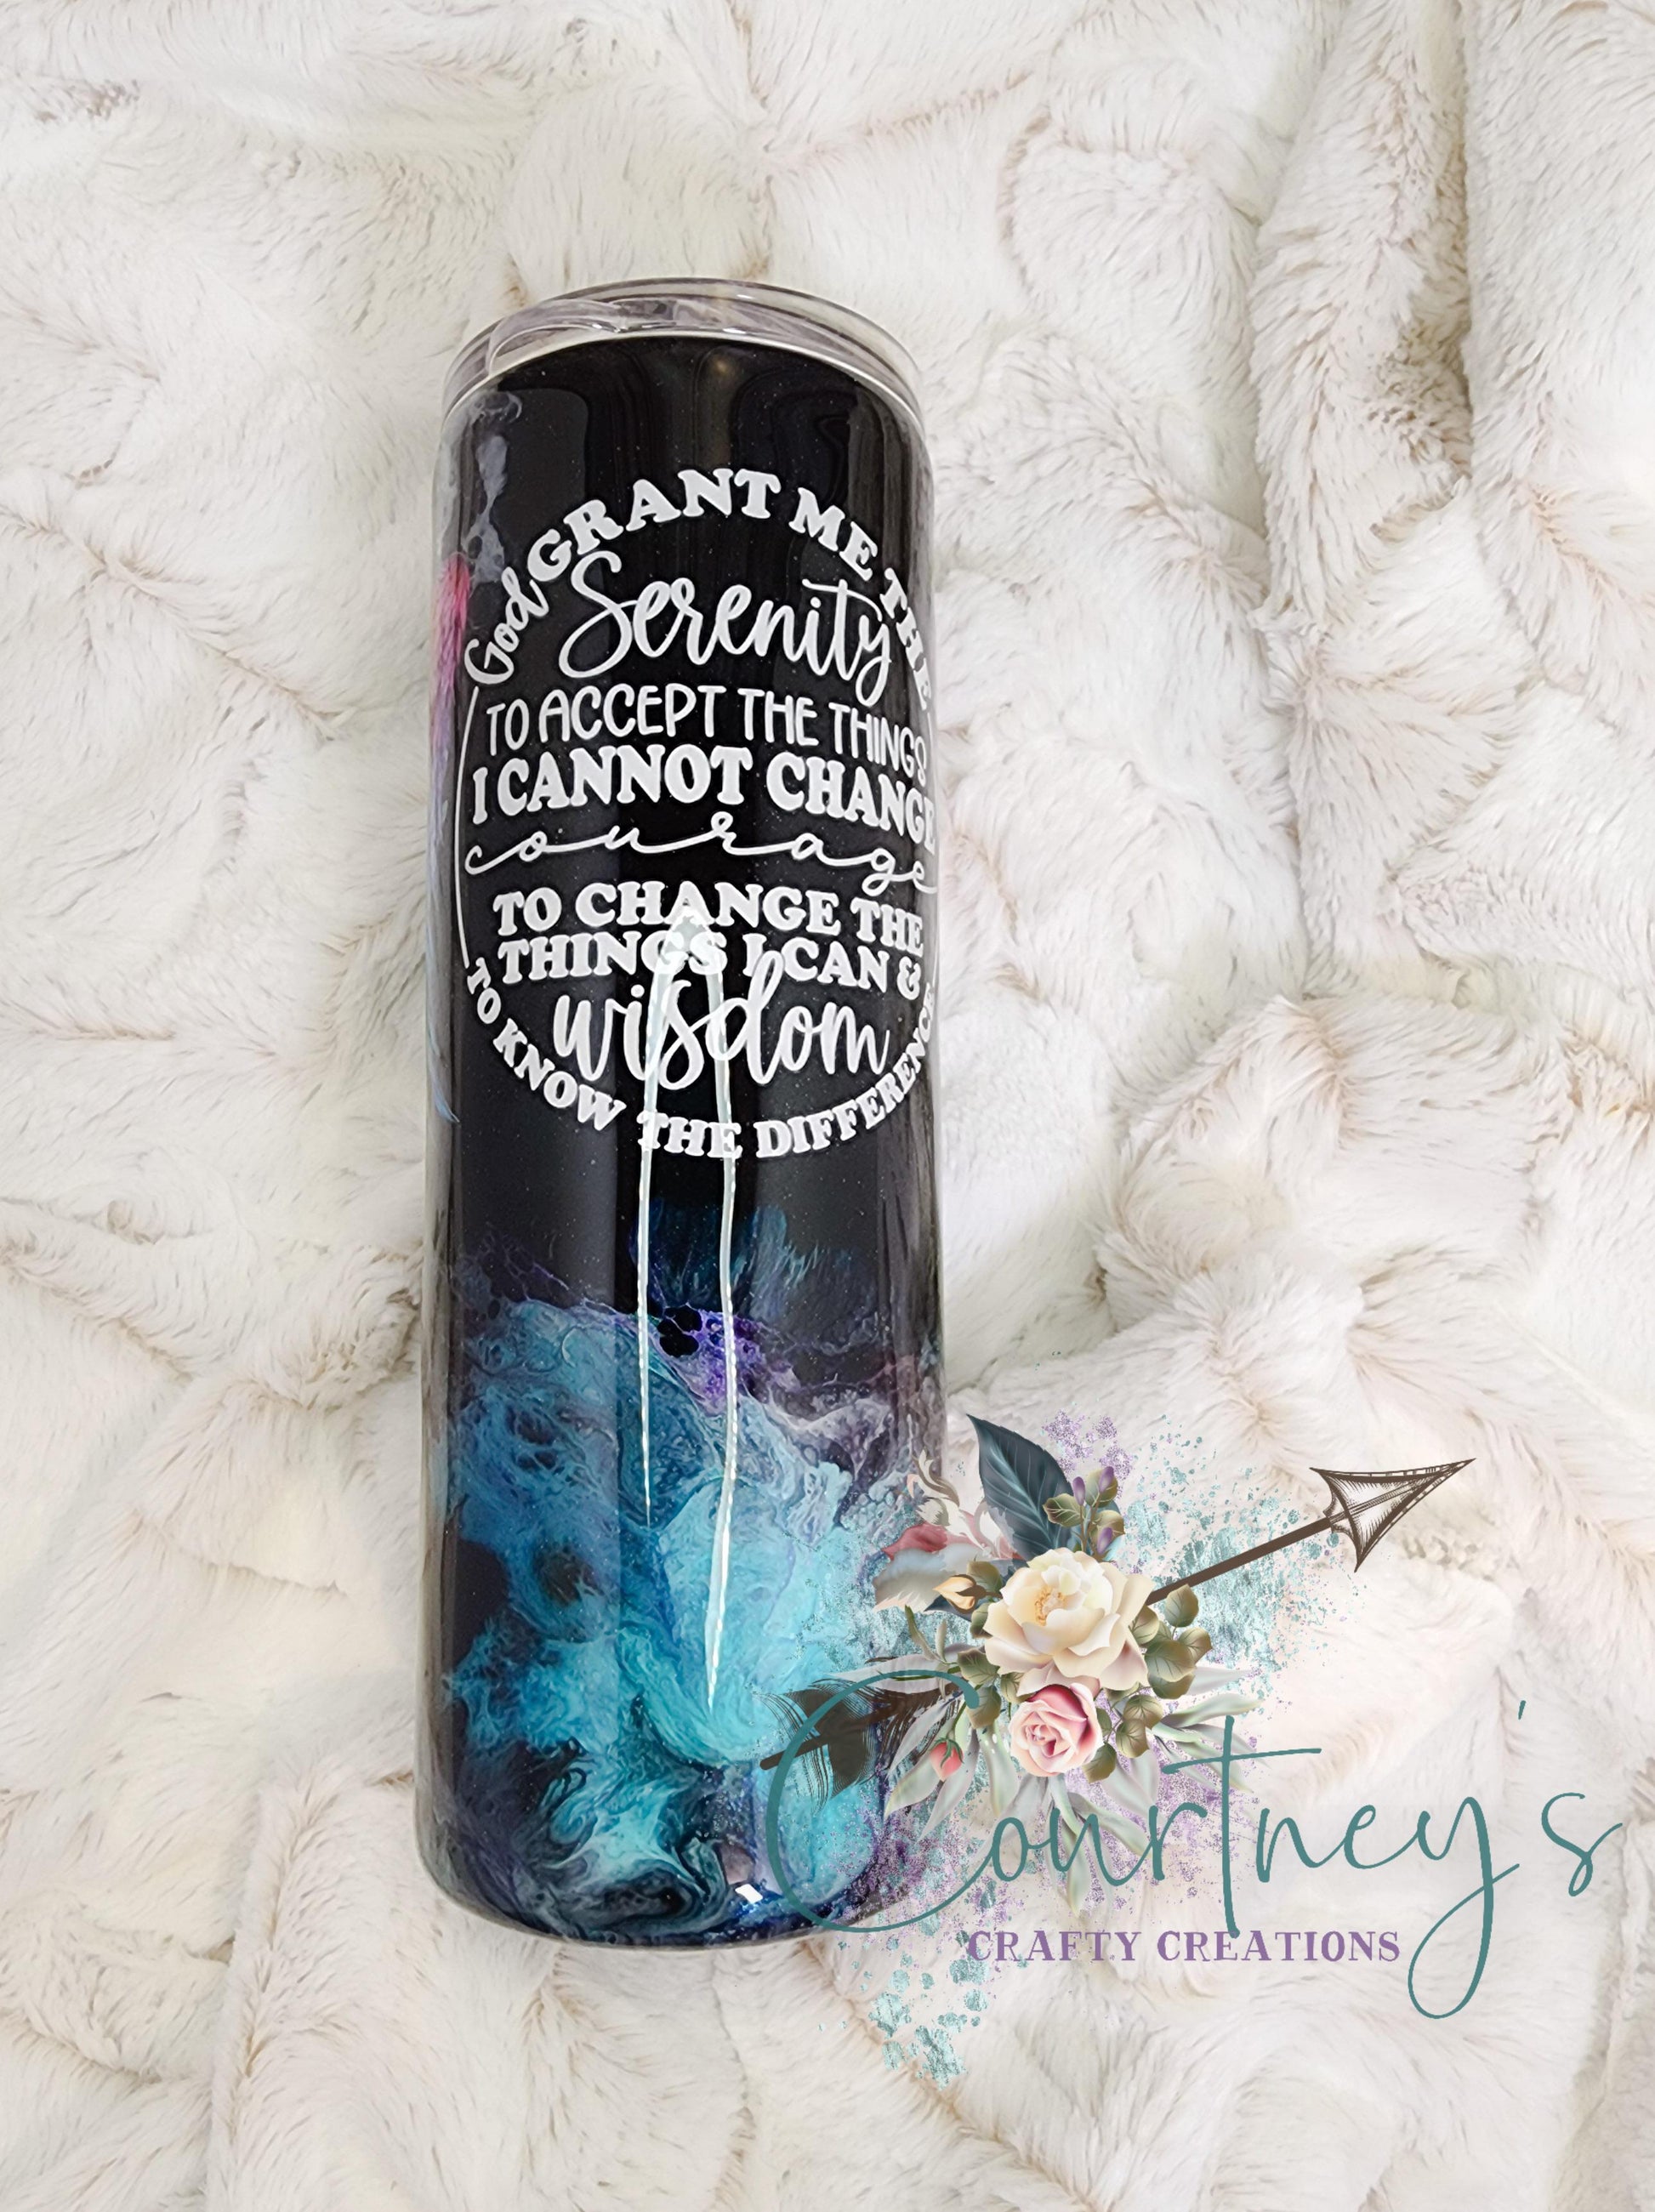 God GRANT ME THE
Serenity
TO ACCEPT THE THINGS
I CANNOT CHANGE
courage
TO CHANGE THE
THINGS I CAN &
wisdom
TO KNOW THE DIFFERENCE
Courtney's
CRAFTY CREATIONS